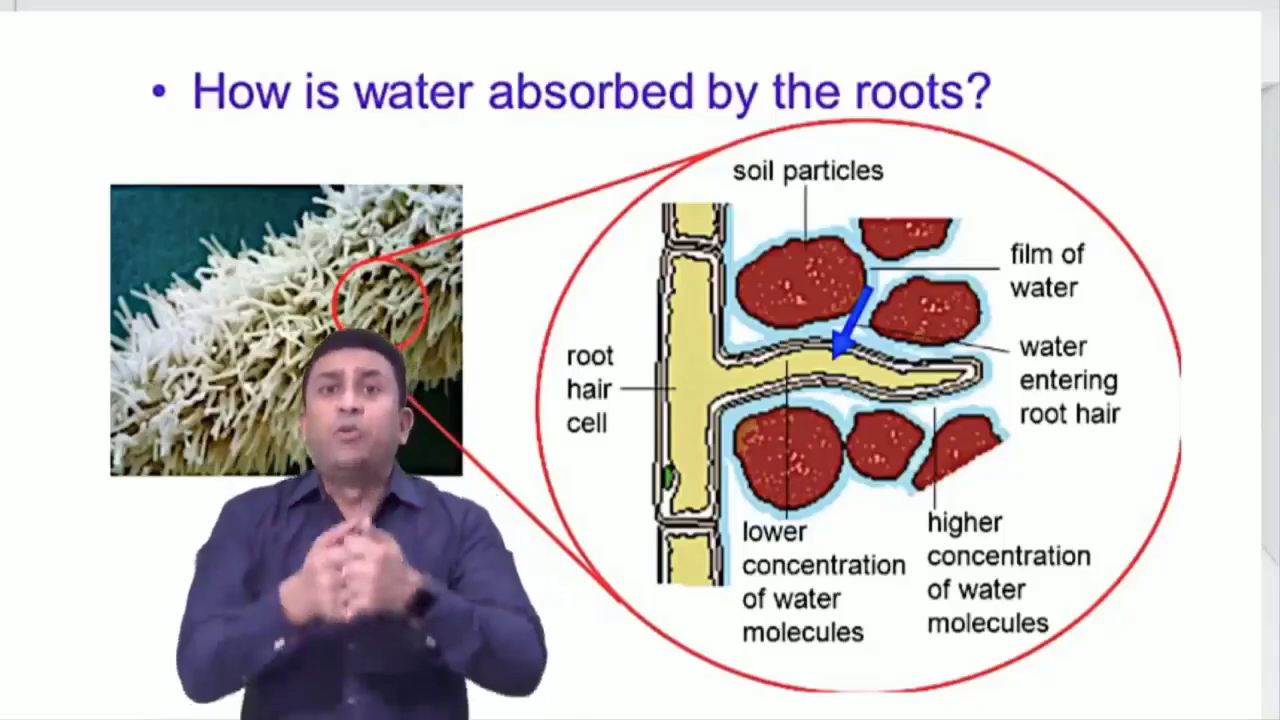 • How is water absorbed by the roots?
soil particles
film of
water
root
hair
cell
water
entering
root hair
lower
concentration
of water
molecules
higher
concentration
of water
molecules